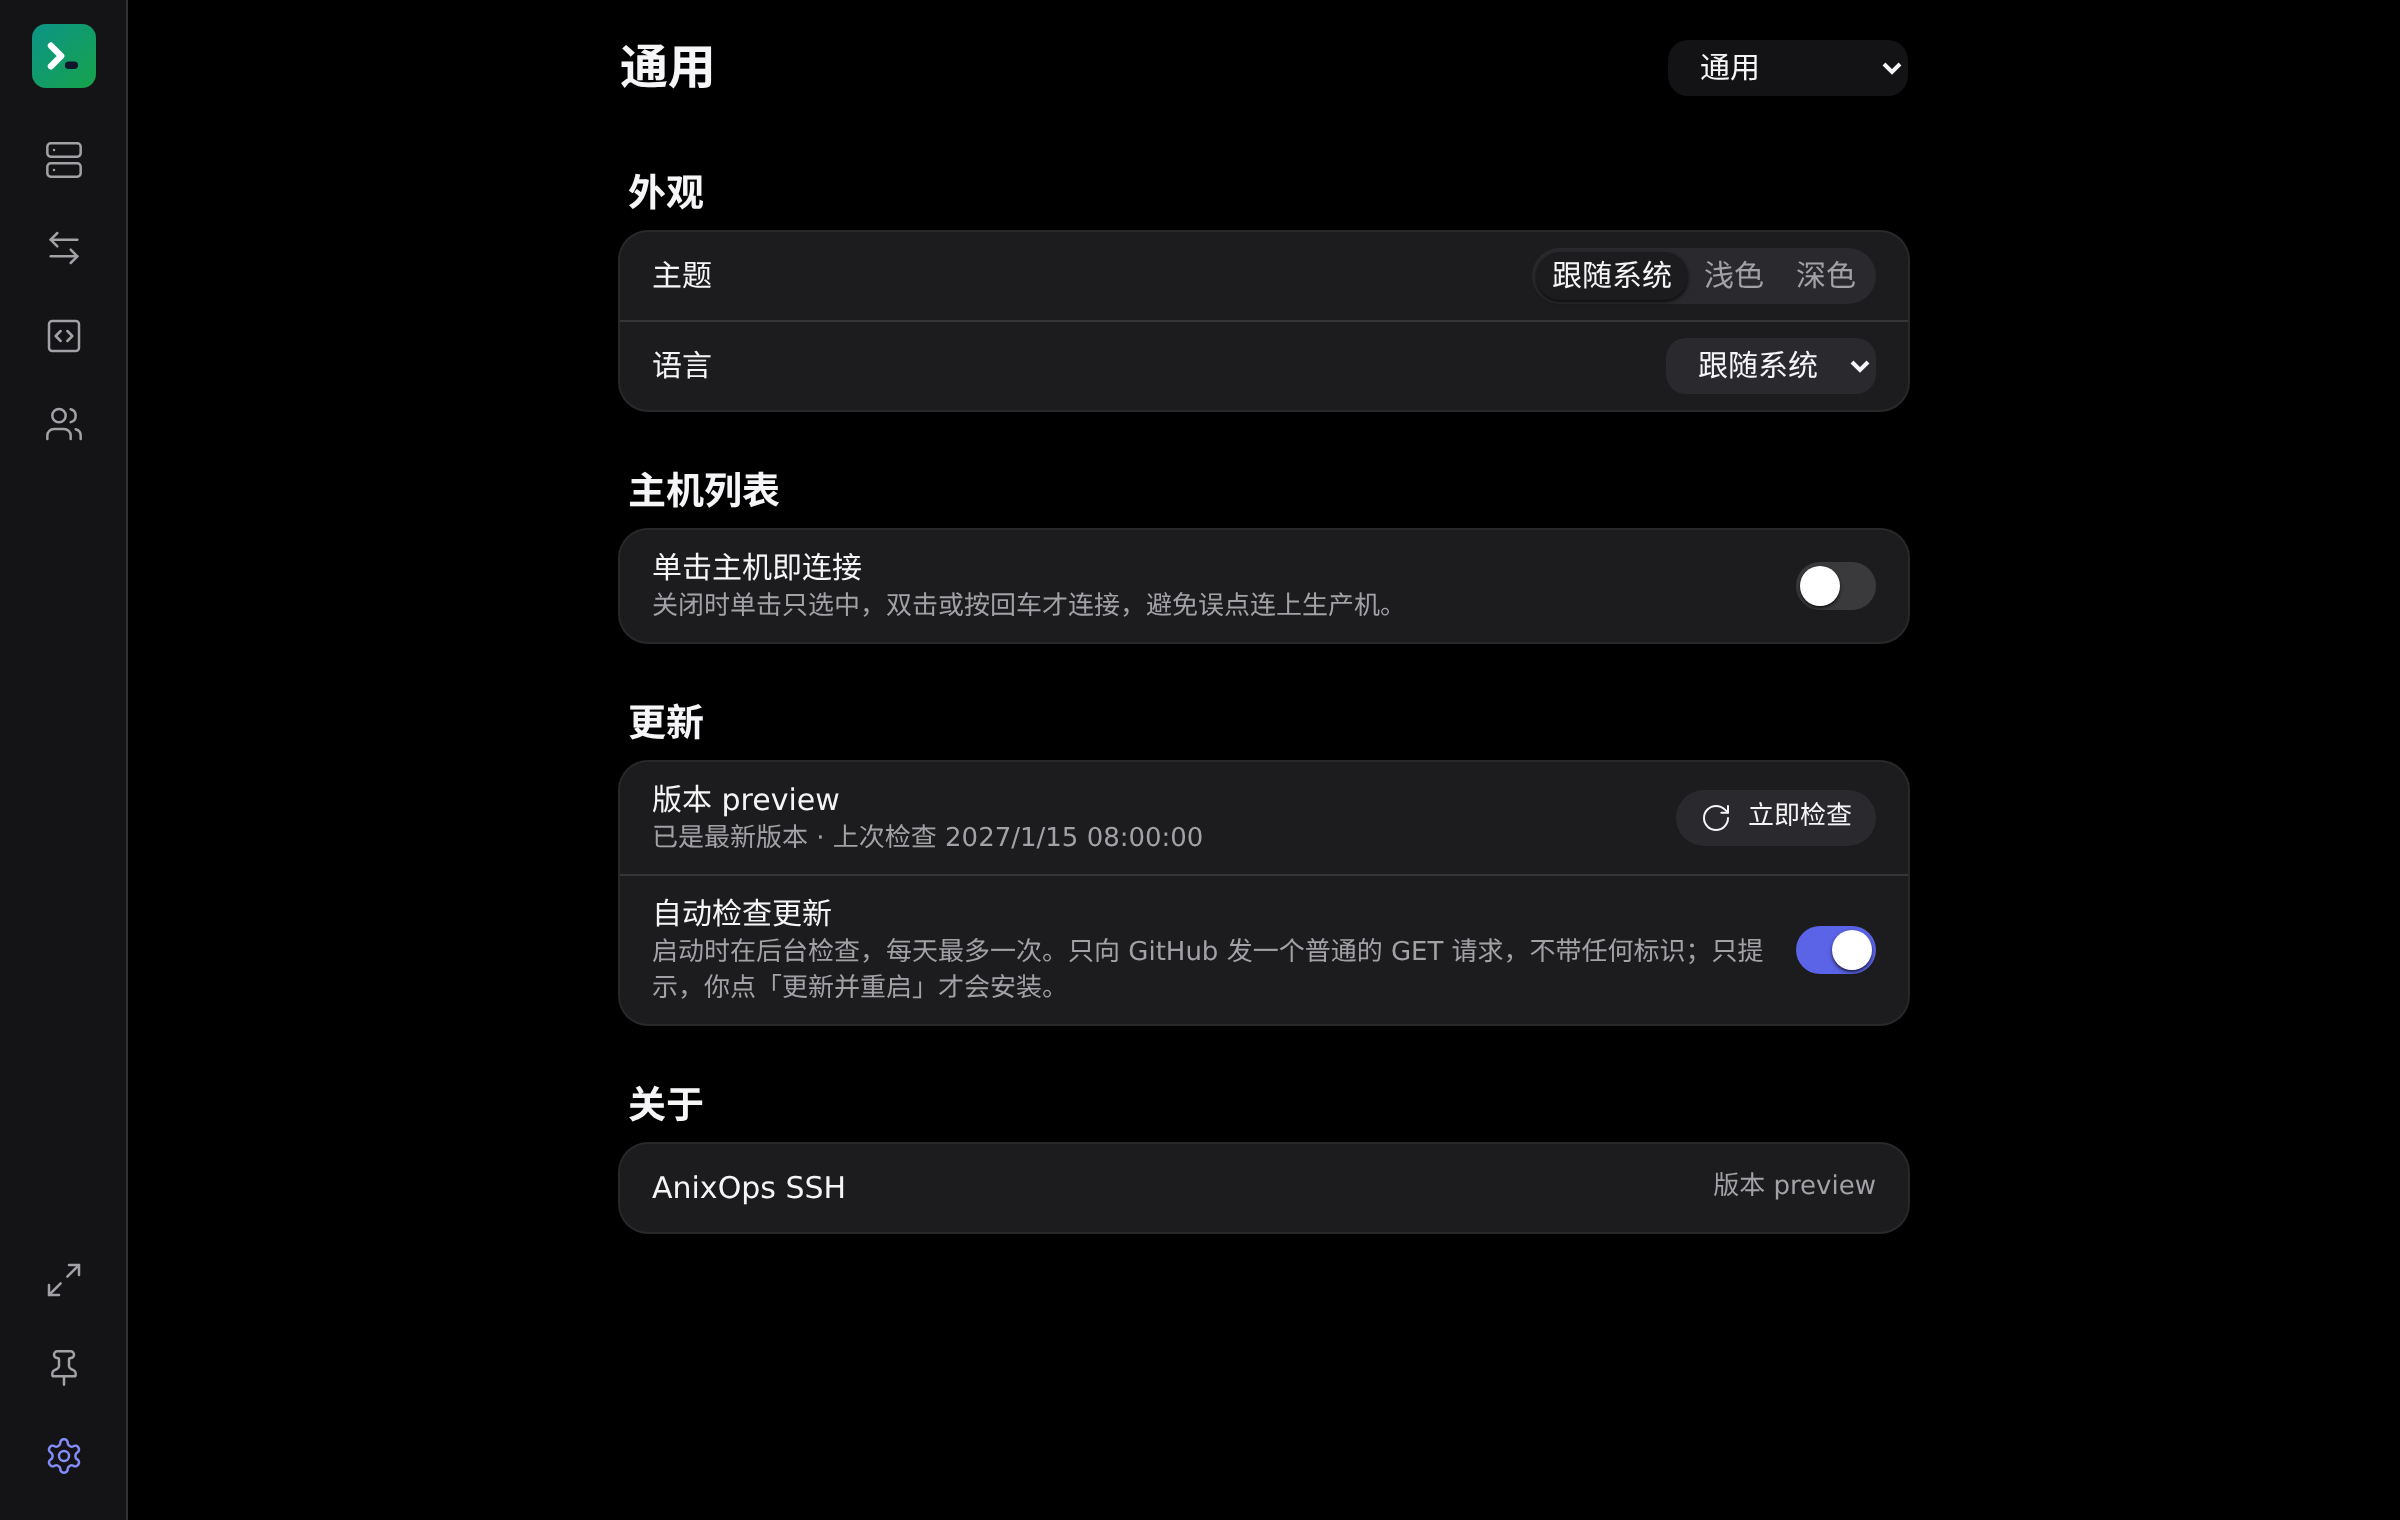 通用
通用
外观
主题
跟随系统 浅色 深色
语言
跟随系统
主机列表
单击主机即连接
关闭时单击只选中，双击或按回车才连接，避免误点连上生产机。
更新
版本 preview
已是最新版本 · 上次检查 2027/1/15 08:00:00
立即检查
自动检查更新
启动时在后台检查，每天最多一次。只向 GitHub 发一个普通的 GET 请求，不带任何标识；只提
示，你点「更新并重启」才会安装。
关于
AnixOps SSH
版本 preview